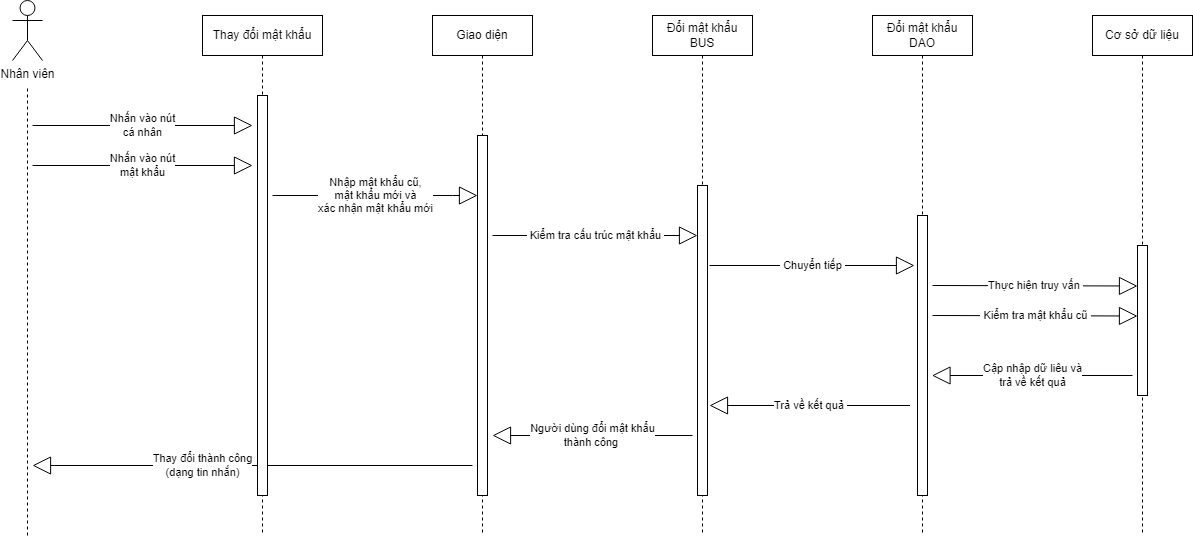 Thay đổi mật khẩu
Giao diện
Đổi mật khẩu
BUS
Đổi mật khẩu
DAO
Cơ sở dữ liệu
Nhân viên
Nhấn vào nút
cá nhân
Nhấn vào nút
mật khẩu
Nhập mật khẩu cũ,
mật khẩu mới và
xác nhận mật khẩu mới
Kiểm tra cấu trúc mật khẩu
Chuyển tiếp
Thực hiện truy vấn
Kiểm tra mật khẩu cũ
Cập nhập dữ liêu và
trả về kết quả
Trả về kết quả
Người dùng đổi mật khẩu
thành công
Thay đổi thành công
(dạng tin nhắn)